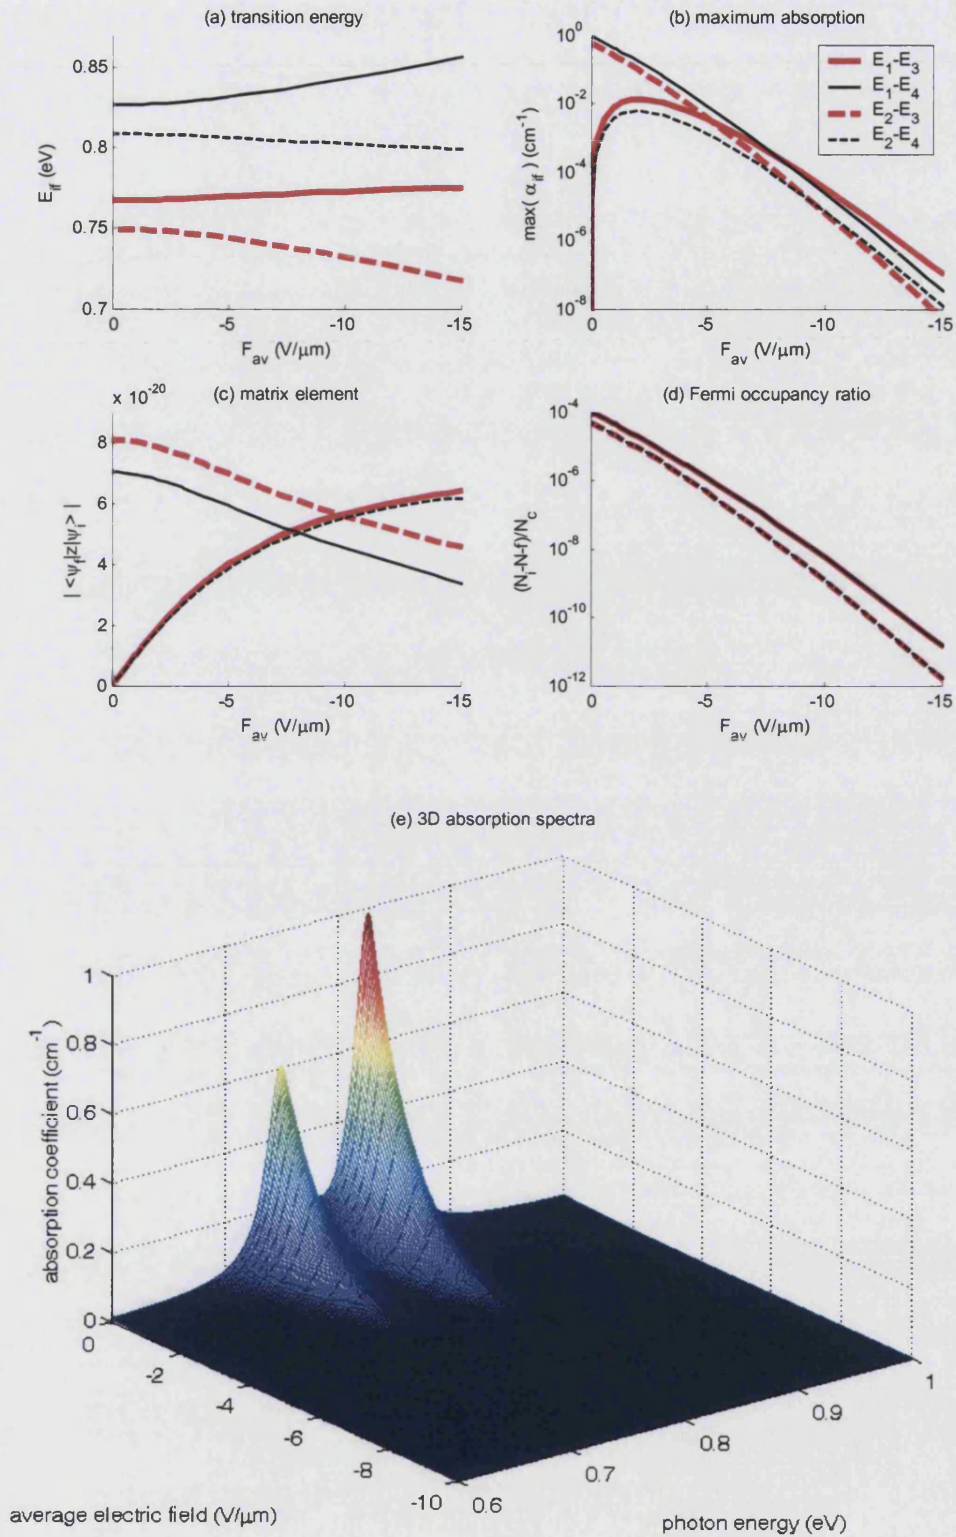 (a) transition energy
0.85
0.8
0.75
0.7
E_if (eV)
0 -5 -10 -15
F_av (V/μm)
(b) maximum absorption
10^0
10^-2
10^-4
10^-6
10^-8
max( α_if ) (cm^-1)
E_1-E_3
E_1-E_4
E_2-E_3
E_2-E_4
0 -5 -10 -15
F_av (V/μm)
x 10^-20
(c) matrix element
8
6
4
2
0
| <ψ_f|z|ψ_i> |
0 -5 -10 -15
F_av (V/μm)
(d) Fermi occupancy ratio
10^-4
10^-6
10^-8
10^-10
10^-12
(N_i-N-f)/N_c
0 -5 -10 -15
F_av (V/μm)
(e) 3D absorption spectra
1
0.8
0.6
0.4
0.2
0
absorption coefficient (cm^-1)
0
-2
-4
-6
-8
-10
average electric field (V/μm)
0.6
0.7
0.8
0.9
1
photon energy (eV)